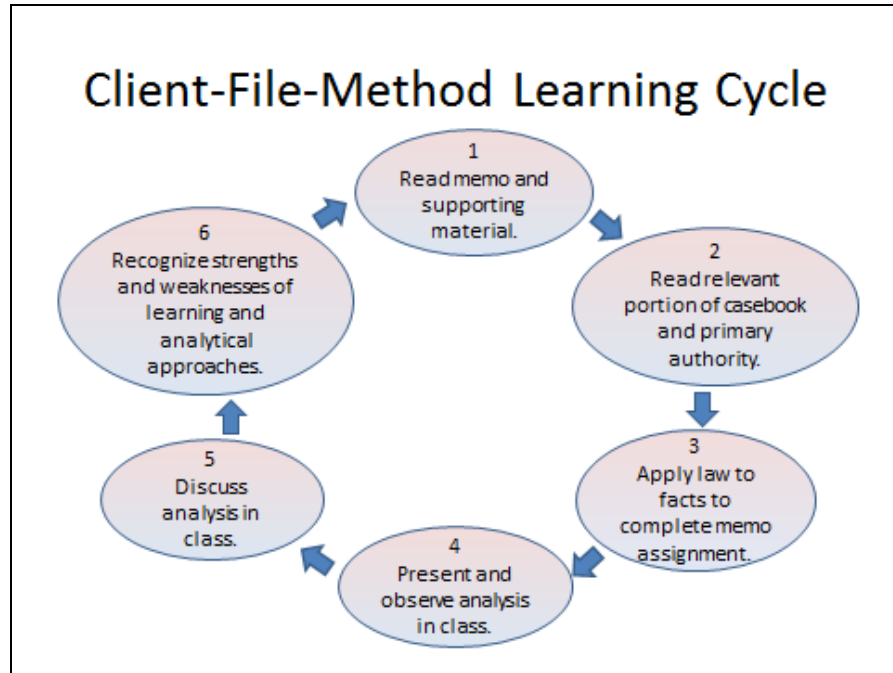 Client-File-Method Learning Cycle
1
Read memo and
supporting
material.
2
Read relevant
portion of casebook
and primary
authority.
3
Apply law to
facts to
complete memo
assignment.
4
Present and
observe analysis
in class.
5
Discuss
analysis in
class.
6
Recognize strengths
and weaknesses of
learning and
analytical
approaches.